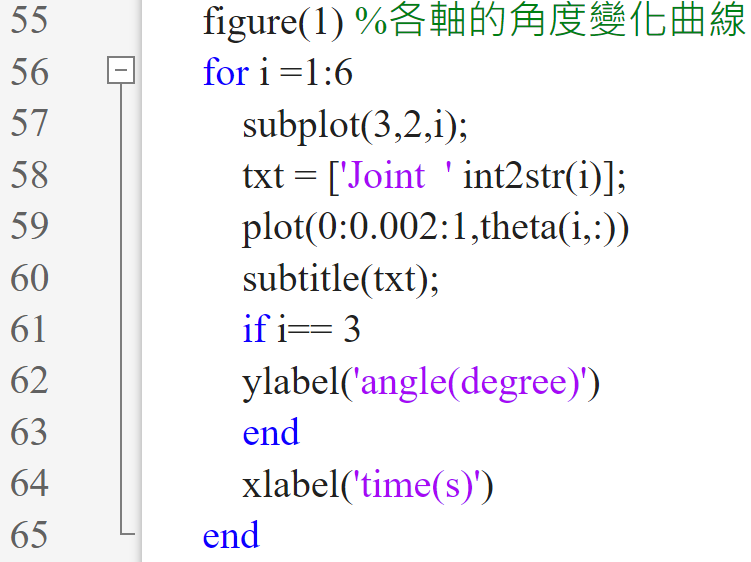 55 figure(1) %各軸的角度變化曲線
56 for i =1:6
57 subplot(3,2,i);
58 txt = ['Joint  ' int2str(i)];
59 plot(0:0.002:1,theta(i,:))
60 subtitle(txt);
61 if i== 3
62 ylabel('angle(degree)')
63 end
64 xlabel('time(s)')
65 end